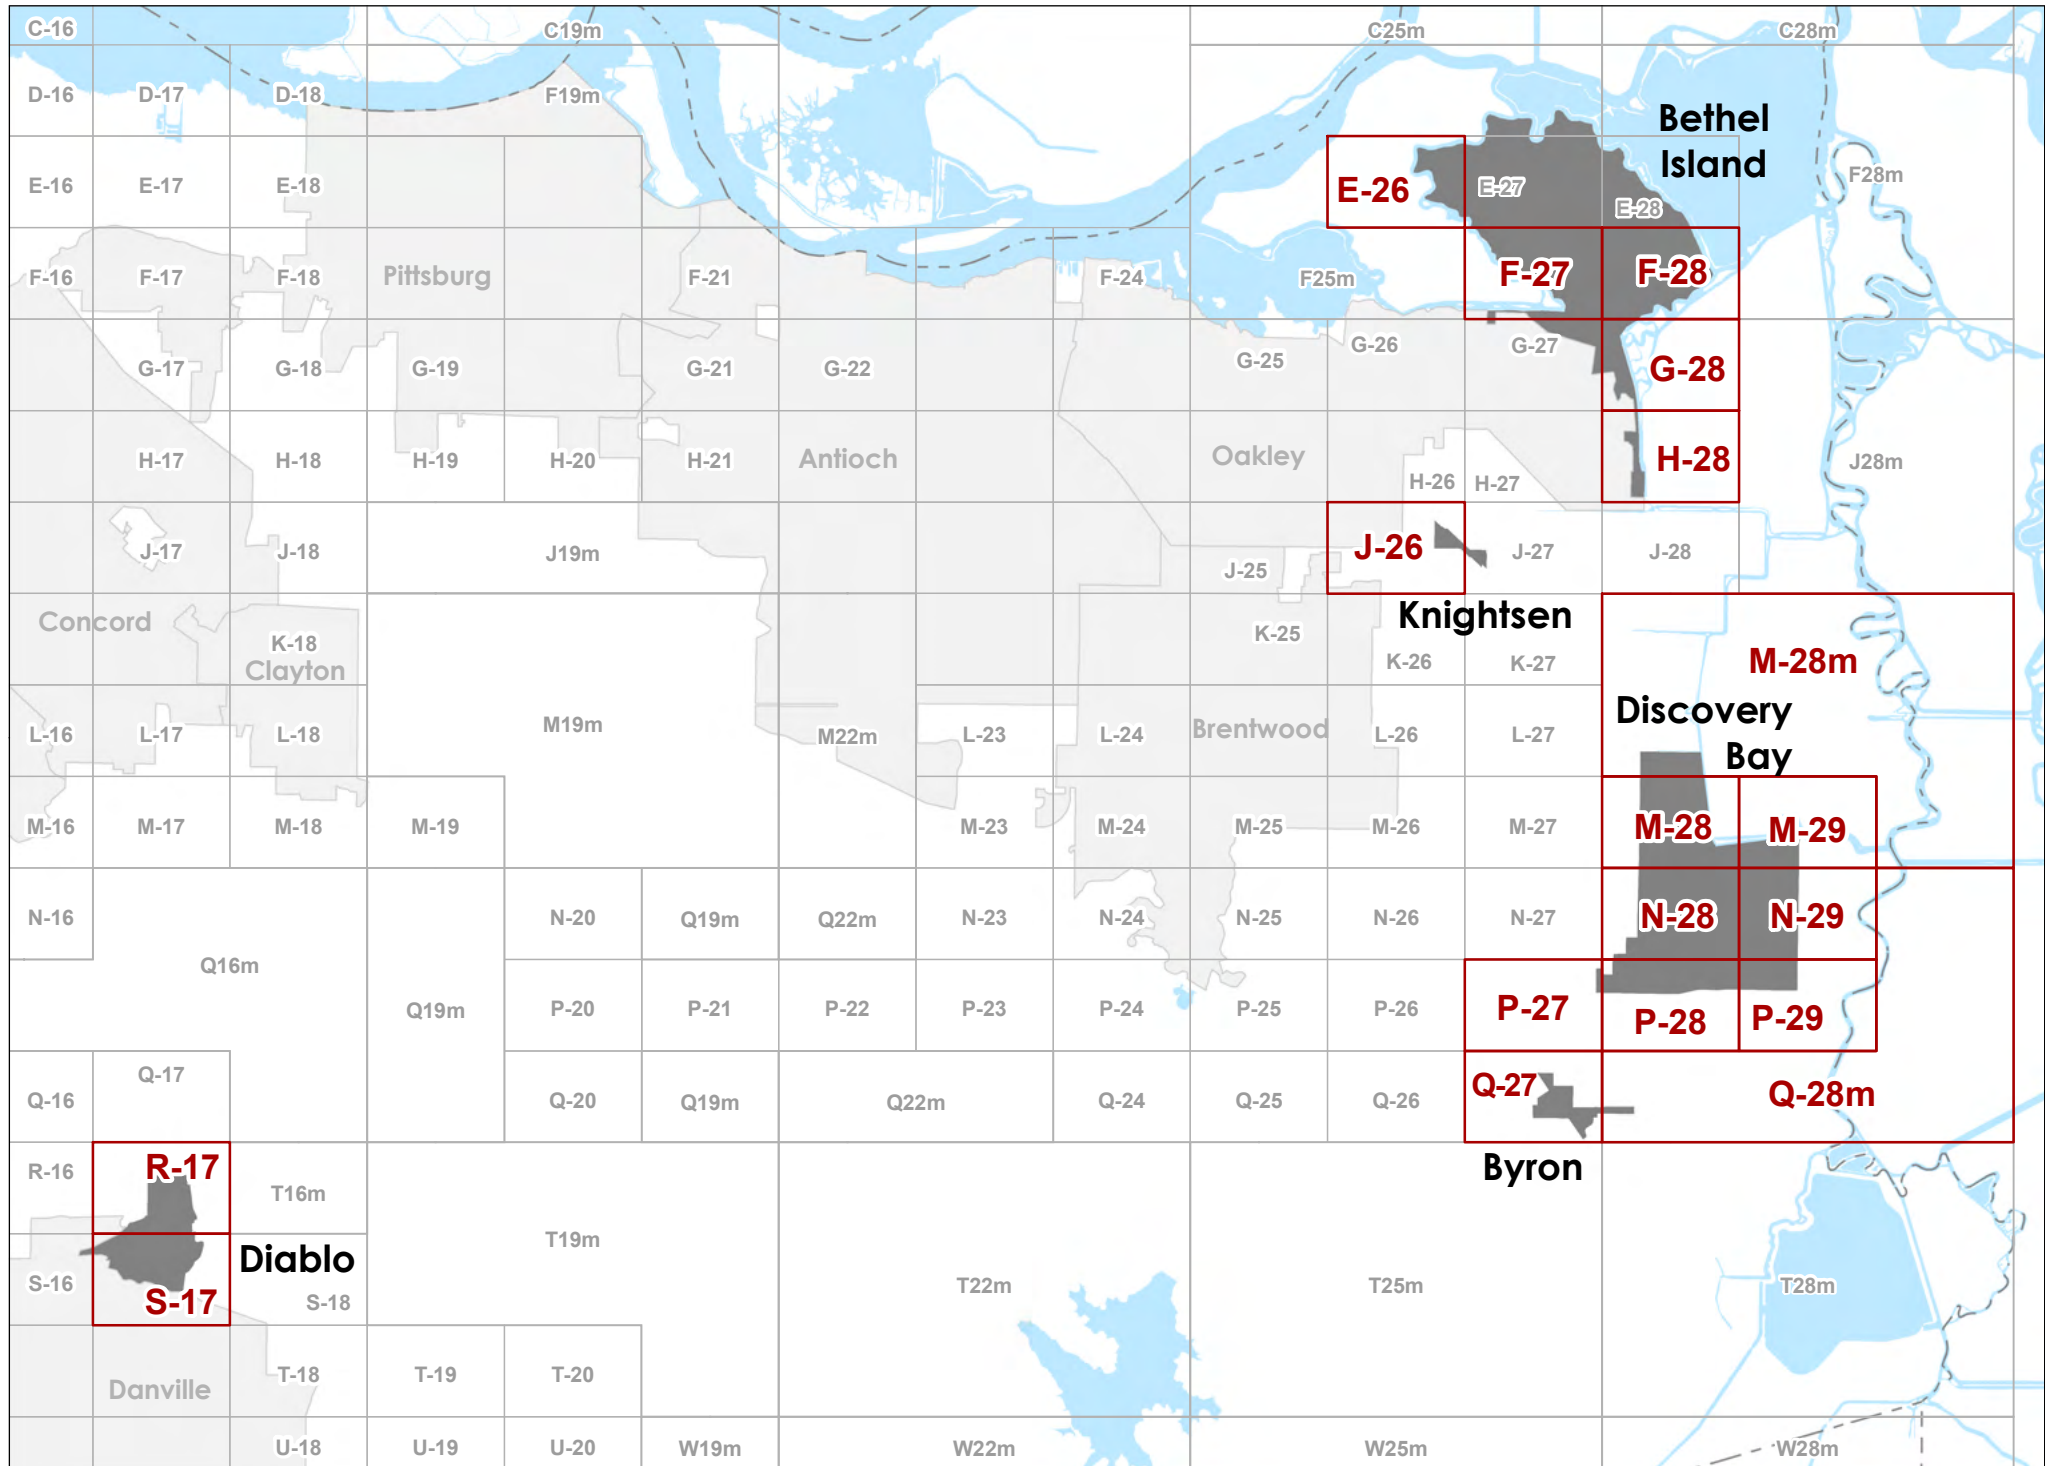 C-16
C19m
C25m
C28m
D-16
D-17
D-18
F19m
Bethel
Island
E-16
E-17
E-18
E-26
E-27
E-28
F28m
F-16
F-17
F-18
Pittsburg
F-21
F-24
F25m
F-27
F-28
G-17
G-18
G-19
G-21
G-22
G-25
G-26
G-27
G-28
H-17
H-18
H-19
H-20
H-21
Antioch
Oakley
H-26
H-27
H-28
J28m
J-17
J-18
J19m
J-25
J-26
J-27
J-28
Concord
K-18
Clayton
K-25
Knightsen
K-26
K-27
M-28m
Discovery
Bay
L-16
L-17
L-18
M19m
M22m
L-23
L-24
Brentwood
L-26
L-27
M-16
M-17
M-18
M-19
M-23
M-24
M-25
M-26
M-27
M-28
M-29
N-16
Q16m
N-20
Q19m
Q22m
N-23
N-24
N-25
N-26
N-27
N-28
N-29
Q19m
P-20
P-21
P-22
P-23
P-24
P-25
P-26
P-27
P-28
P-29
Q-16
Q-17
Q-20
Q19m
Q22m
Q-24
Q-25
Q-26
Q-27
Q-28m
R-16
R-17
T16m
Byron
S-16
S-17
Diablo
S-18
T19m
T22m
T25m
T28m
Danville
T-18
T-19
T-20
U-18
U-19
U-20
W19m
W22m
W25m
W28m